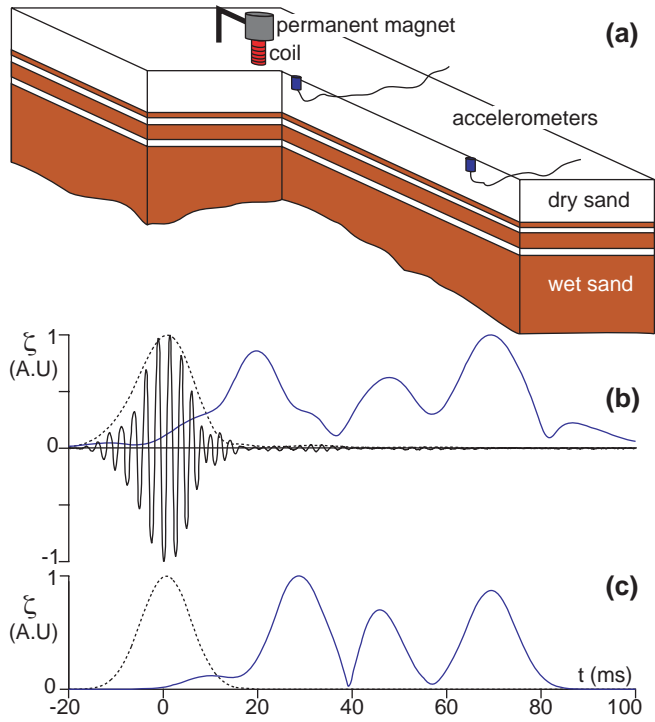 permanent magnet (a)
coil
accelerometers
dry sand
wet sand
ζ 1 (b)
(A.U)
0
-1
ζ 1 (c)
(A.U)
0 t (ms)
-20 0 20 40 60 80 100